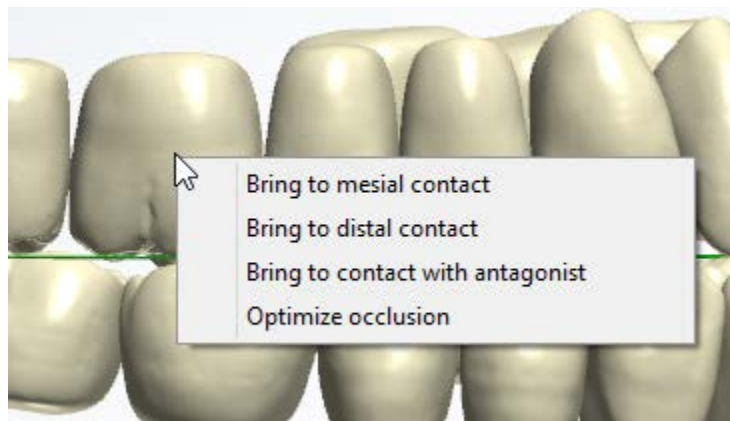 Bring to mesial contact
Bring to distal contact
Bring to contact with antagonist
Optimize occlusion